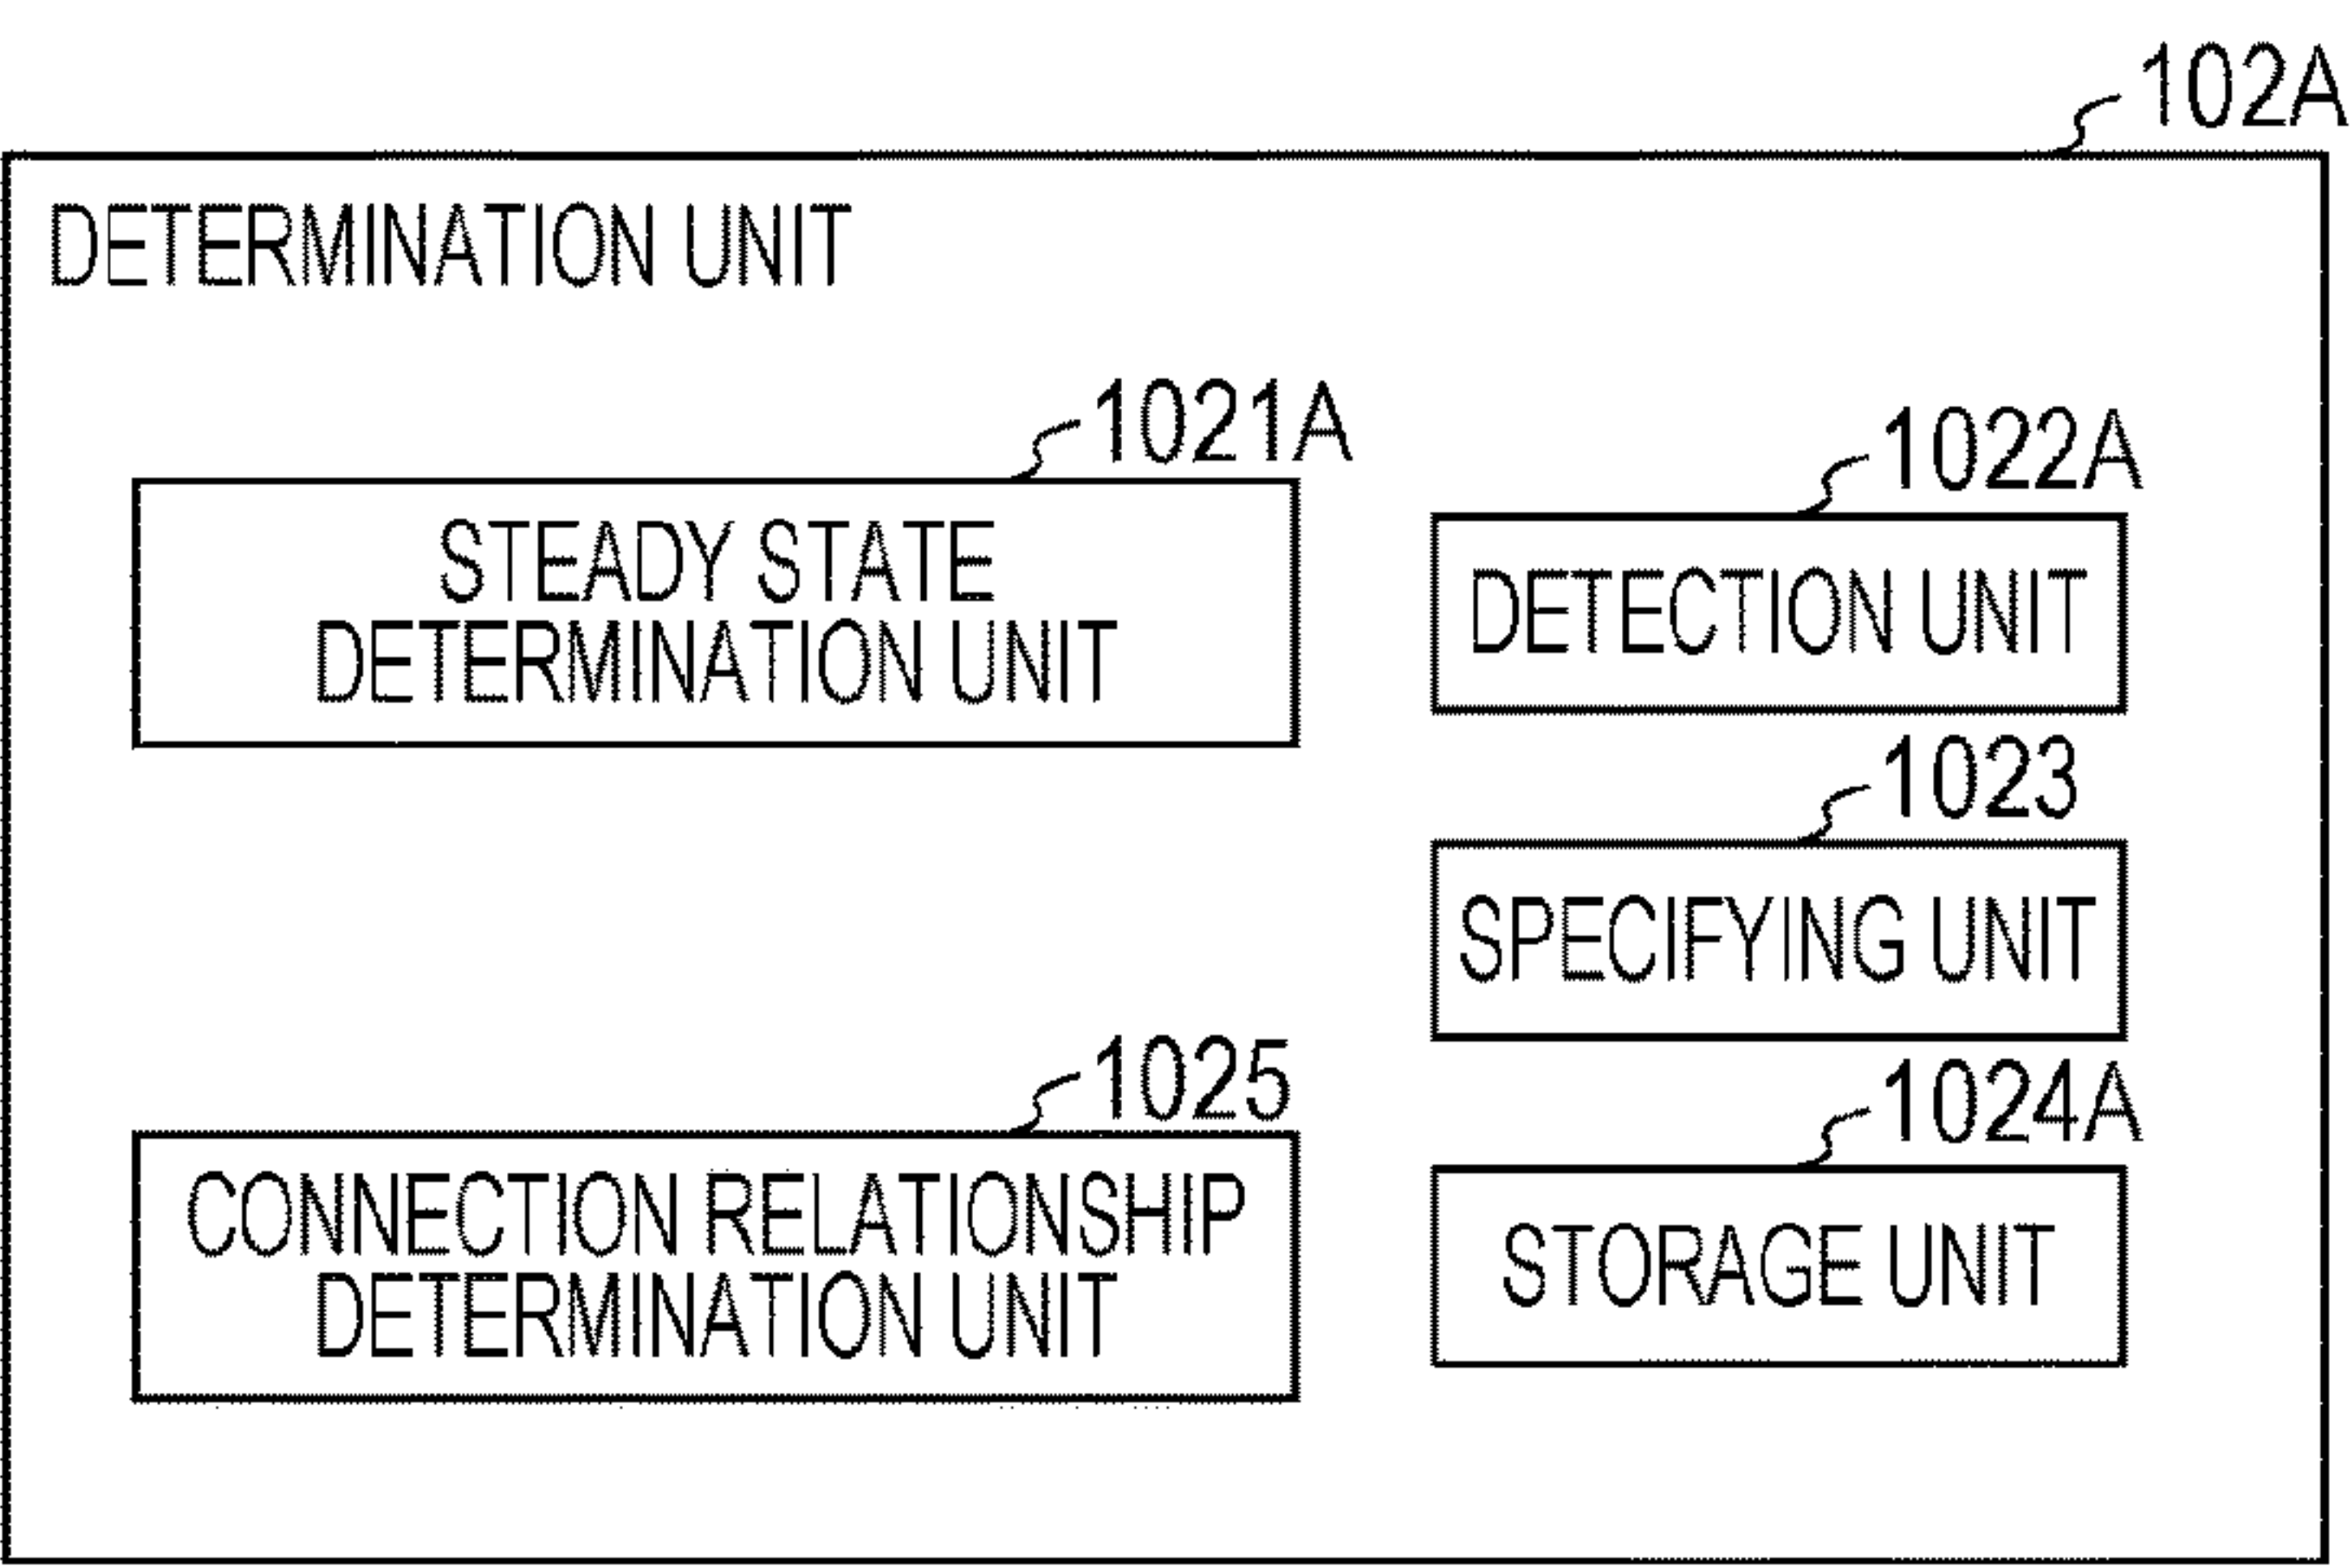 102A
DETERMINATION UNIT
1021A
STEADY STATE
DETERMINATION UNIT
1022A
DETECTION UNIT
1023
SPECIFYING UNIT
1025
CONNECTION RELATIONSHIP
DETERMINATION UNIT
1024A
STORAGE UNIT